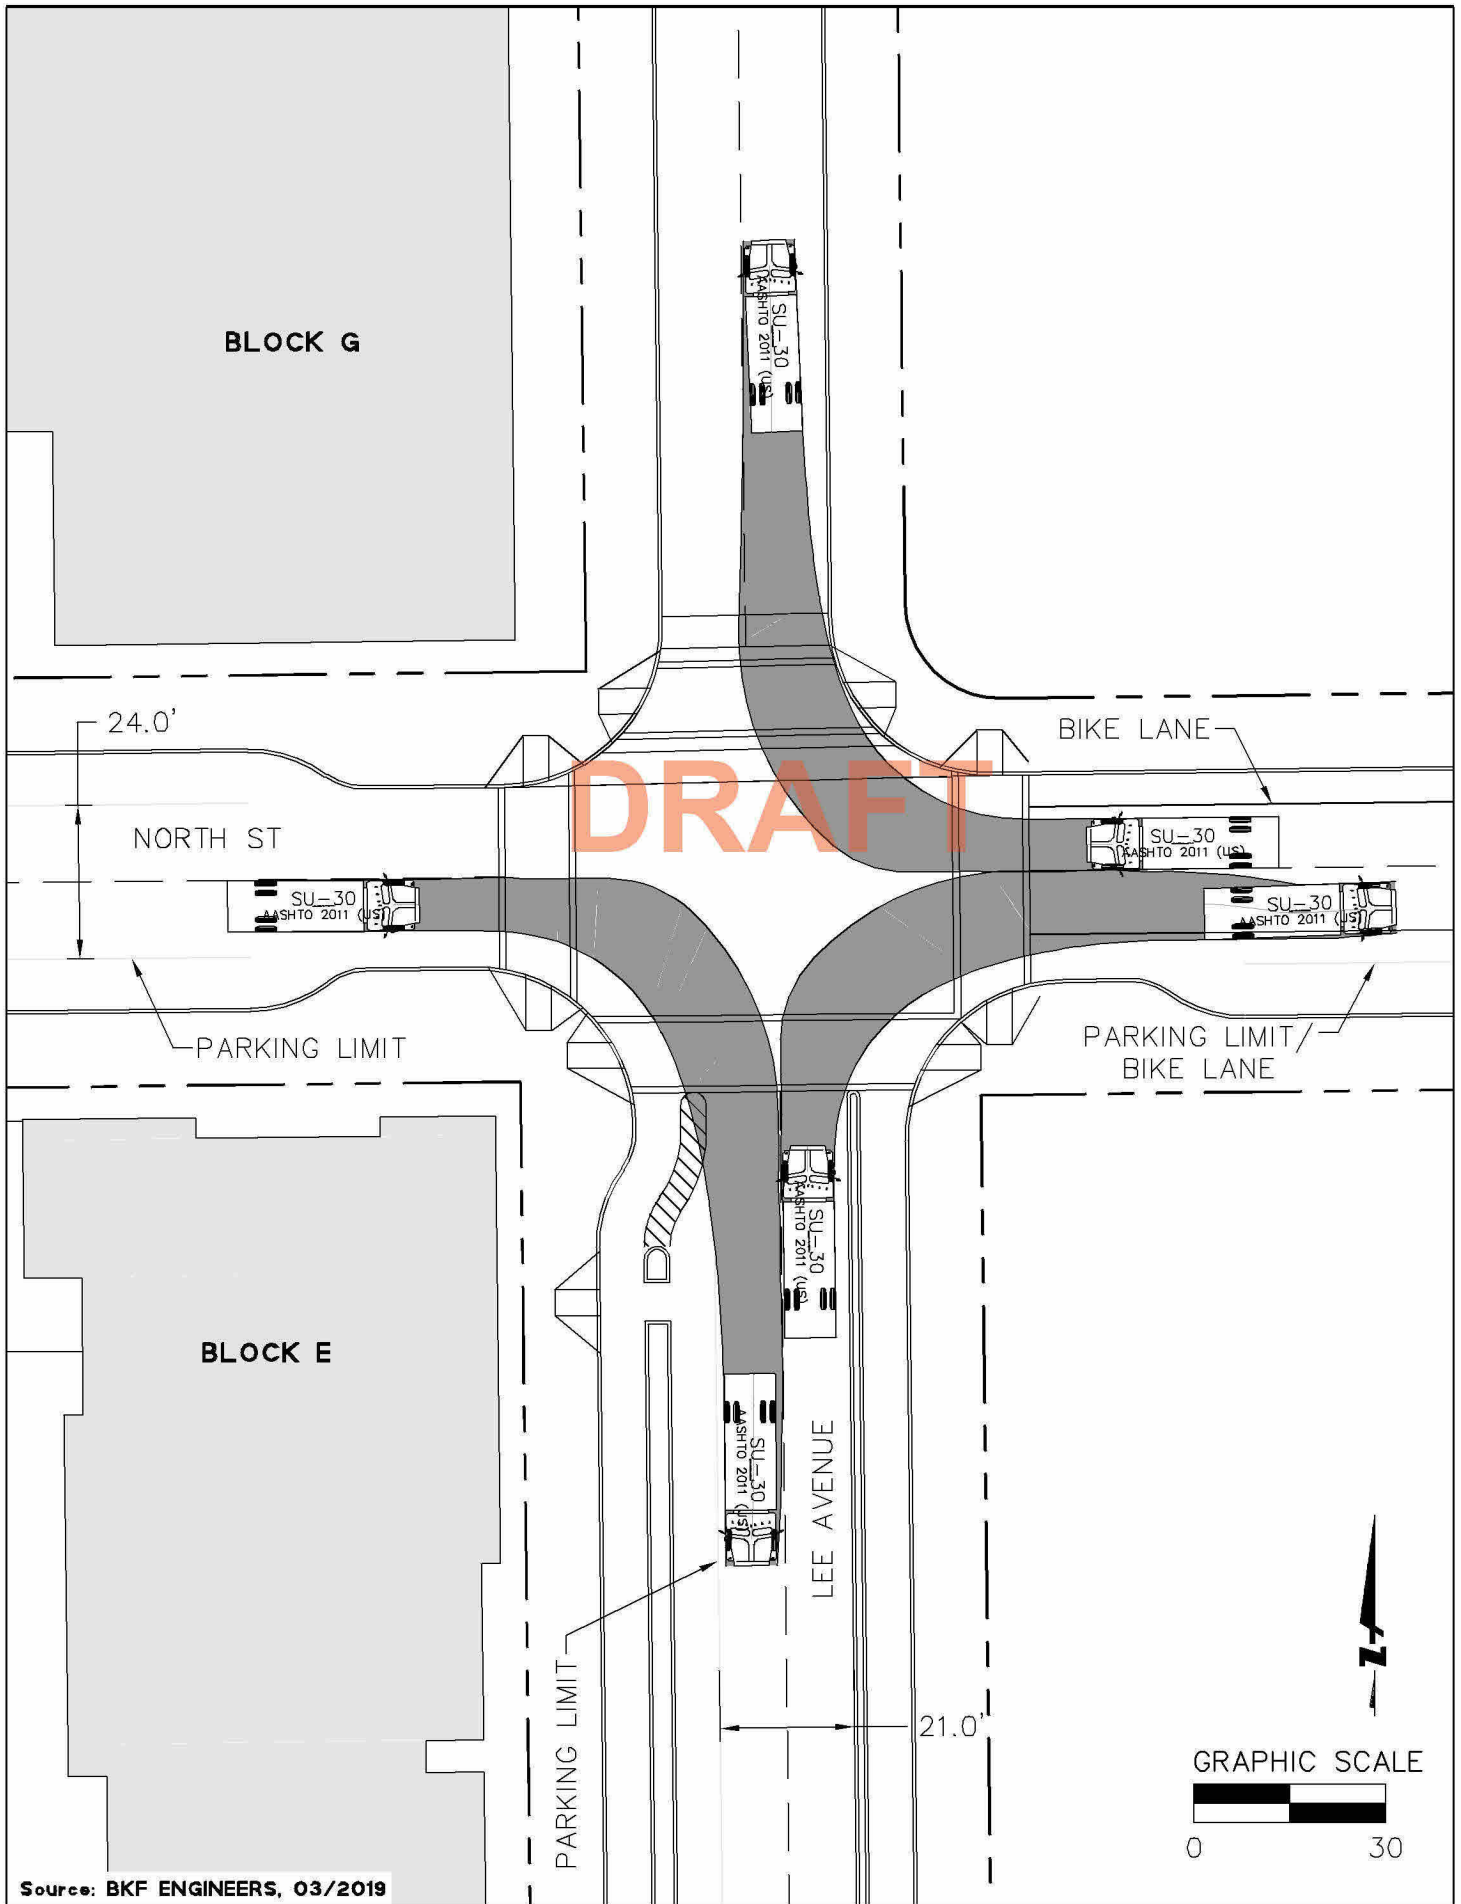 BLOCK G
SU-30
AASHTO 2011 (US)
24.0'
BIKE LANE
DRAFT
NORTH ST
SU-30
AASHTO 2011 (US)
SU-30
AASHTO 2011 (US)
SU-30
AASHTO 2011 (US)
PARKING LIMIT
PARKING LIMIT/
BIKE LANE
SU-30
AASHTO 2011 (US)
BLOCK E
SU-30
AASHTO 2011 (US)
LEE AVENUE
PARKING LIMIT
21.0'
Z
GRAPHIC SCALE
0 30
Source: BKF ENGINEERS, 03/2019